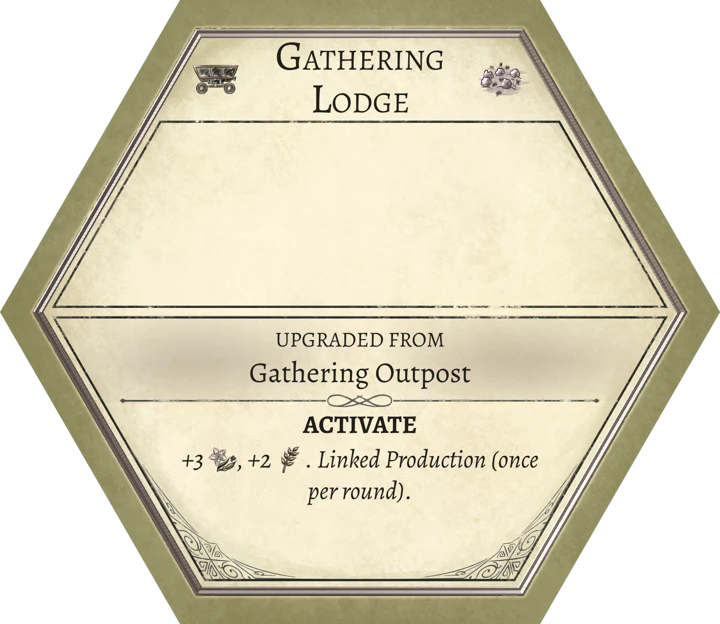 Gathering
Lodge
UPGRADED FROM
Gathering Outpost
ACTIVATE
+3 , +2 . Linked Production (once
per round).